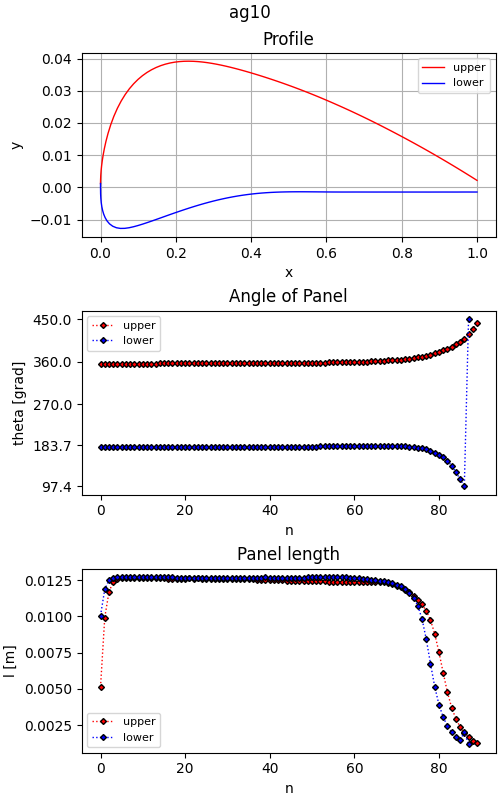 ag10
Profile
0.04
0.03
0.02
0.01
0.00
−0.01
y
upper
lower
0.0 0.2 0.4 0.6 0.8 1.0
x
Angle of Panel
450.0
360.0
270.0
183.7
97.4
theta [grad]
upper
lower
0 20 40 60 80
n
Panel length
0.0125
0.0100
0.0075
0.0050
0.0025
l [m]
upper
lower
0 20 40 60 80
n